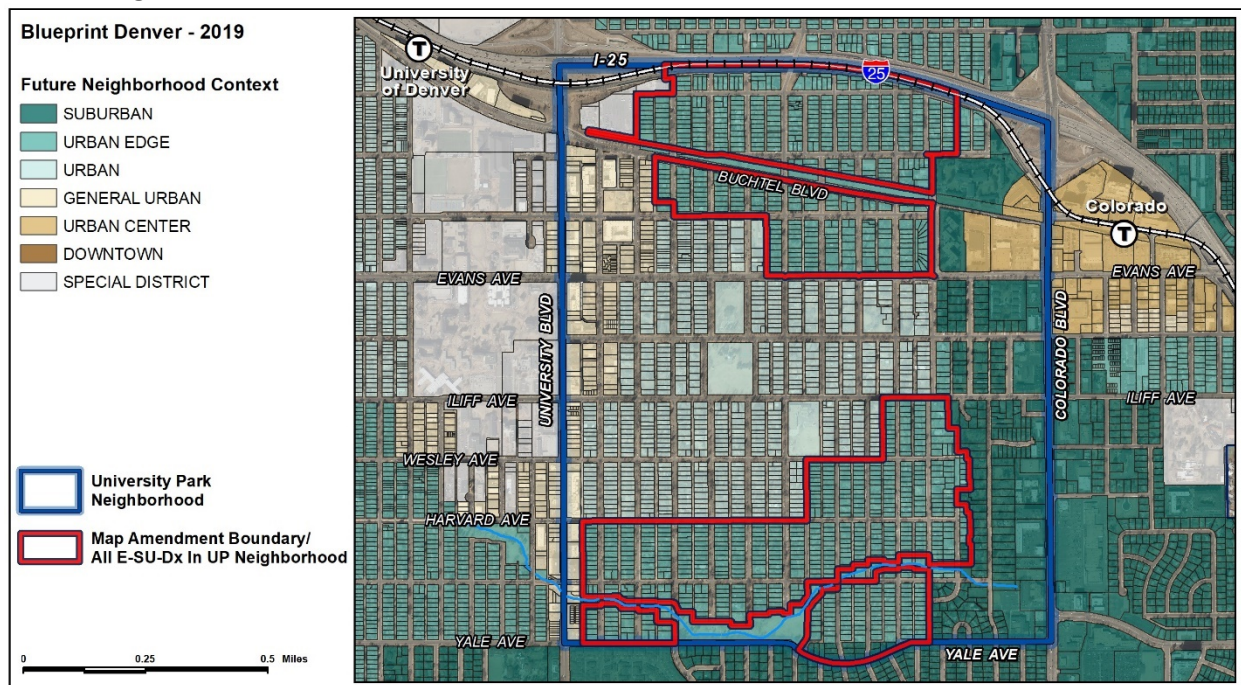 Blueprint Denver - 2019
Future Neighborhood Context
SUBURBAN
URBAN EDGE
URBAN
GENERAL URBAN
URBAN CENTER
DOWNTOWN
SPECIAL DISTRICT
University Park
Neighborhood
Map Amendment Boundary/
All E-SU-Dx In UP Neighborhood
0 0.25 0.5 Miles
T
University
of Denver
I-25
25
BUCHTEL BLVD
Colorado
T
EVANS AVE
EVANS AVE
UNIVERSITY BLVD
COLORADO BLVD
ILIFF AVE
ILIFF AVE
WESLEY AVE
HARVARD AVE
YALE AVE
YALE AVE